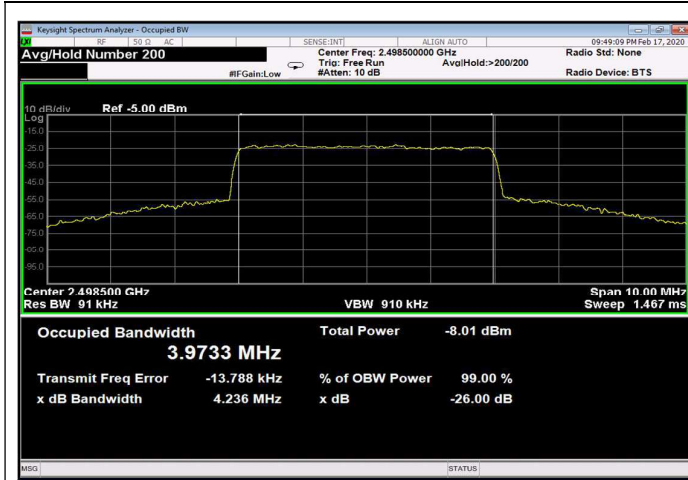 Keysight Spectrum Analyzer - Occupied BW
RF 50 Ω AC SENSE:INT ALIGN AUTO 09:49:09 PM Feb 17, 2020
Avg/Hold Number 200 Center Freq: 2.498500000 GHz Radio Std: None
Trig: Free Run Avg|Hold:>200/200
#IFGain:Low #Atten: 10 dB Radio Device: BTS
10 dB/div Ref -5.00 dBm
Log
-15.0
-25.0
-35.0
-45.0
-55.0
-65.0
-75.0
-85.0
-95.0
Center 2.498500 GHz Span 10.00 MHz
Res BW 91 kHz VBW 910 kHz Sweep 1.467 ms
Occupied Bandwidth Total Power -8.01 dBm
3.9733 MHz
Transmit Freq Error -13.788 kHz % of OBW Power 99.00 %
x dB Bandwidth 4.236 MHz x dB -26.00 dB
MSG STATUS